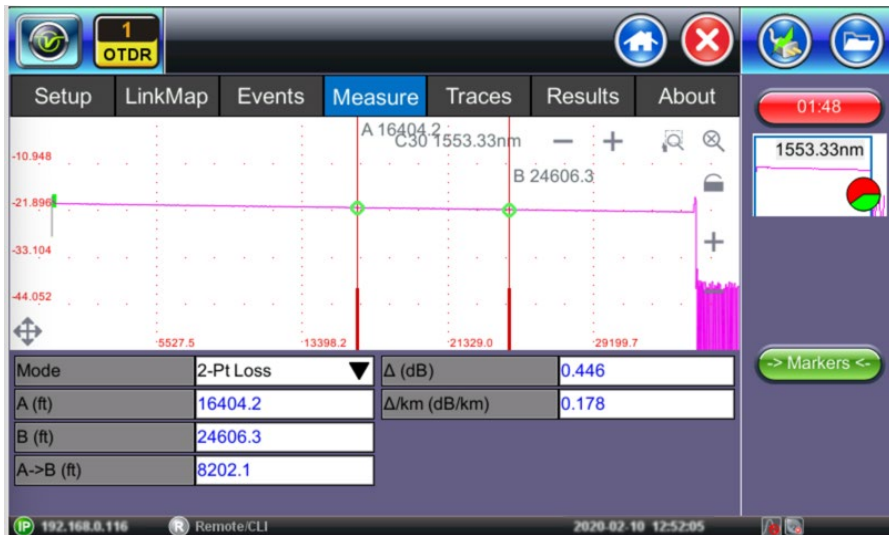 1
OTDR
Setup LinkMap Events Measure Traces Results About
01:48
A 16404.2
C30 1553.33nm
1553.33nm
-10.948
B 24606.3
-21.896
-33.104
-44.052
5527.5 13398.2 21329.0 29199.7
Mode 2-Pt Loss Δ (dB) 0.446
-> Markers <-
A (ft) 16404.2 Δ/km (dB/km) 0.178
B (ft) 24606.3
A->B (ft) 8202.1
IP 192.168.0.116 R Remote/CLI 2020-02-10 12:52:05